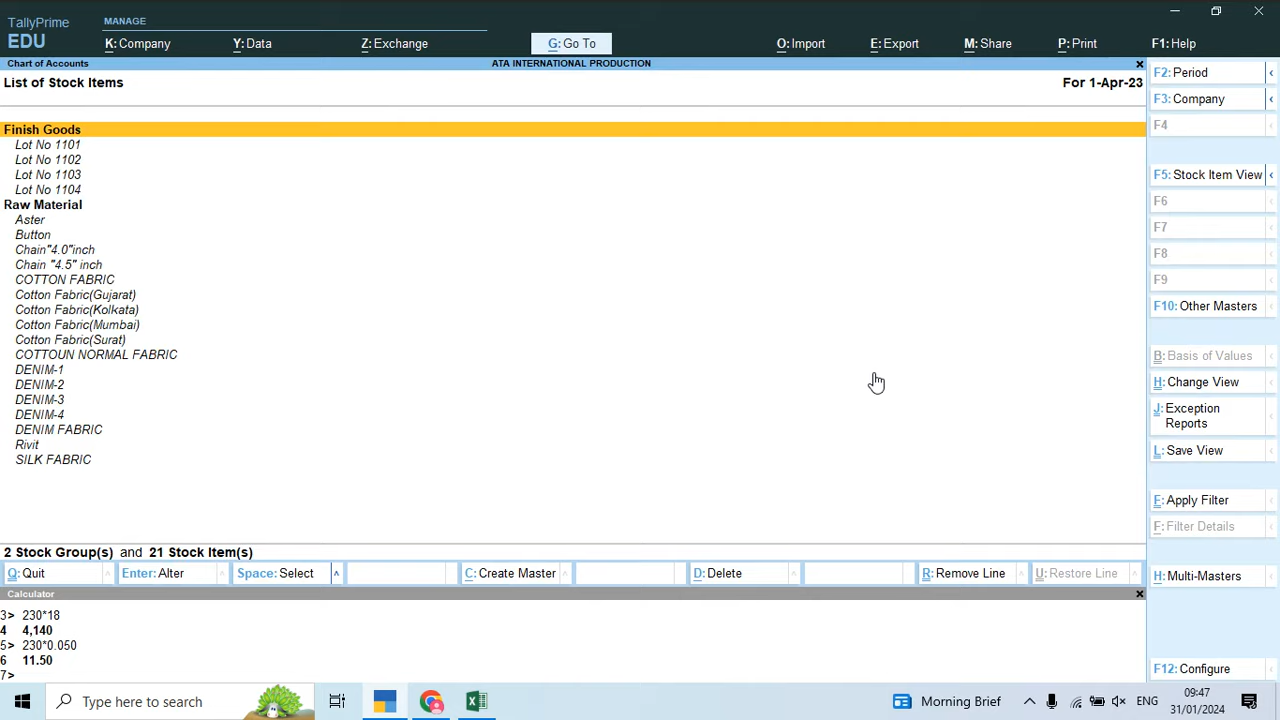 TallyPrime
EDU
MANAGE
K:Company
Y:Data
Z:Exchange
G:Go To
O:Import
E:Export
M:Share
P:Print
F1:Help
Chart of Accounts
ATA INTERNATIONAL PRODUCTION
List of Stock Items
For 1-Apr-23
Finish Goods
Lot No 1101
Lot No 1102
Lot No 1103
Lot No 1104
Raw Material
Aster
Button
Chain"4.0"inch
Chain "4.5" inch
COTTON FABRIC
Cotton Fabric(Gujarat)
Cotton Fabric(Kolkata)
Cotton Fabric(Mumbai)
Cotton Fabric(Surat)
COTTOUN NORMAL FABRIC
DENIM-1
DENIM-2
DENIM-3
DENIM-4
DENIM FABRIC
Rivit
SILK FABRIC
2 Stock Group(s) and 21 Stock Item(s)
Q:Quit
Enter:Alter
Space:Select
C:Create Master
D:Delete
R:Remove Line
U:Restore Line
Calculator
3> 230*18
4 4,140
5> 230*0.050
6 11.50
7>
F2:Period
F3:Company
F4
F5:Stock Item View
F6
F7
F8
F9
F10:Other Masters
B:Basis of Values
H:Change View
J:Exception
Reports
L:Save View
F:Apply Filter
F:Filter Details
H:Multi-Masters
F12:Configure
Type here to search
Morning Brief
ENG
09:47
31/01/2024